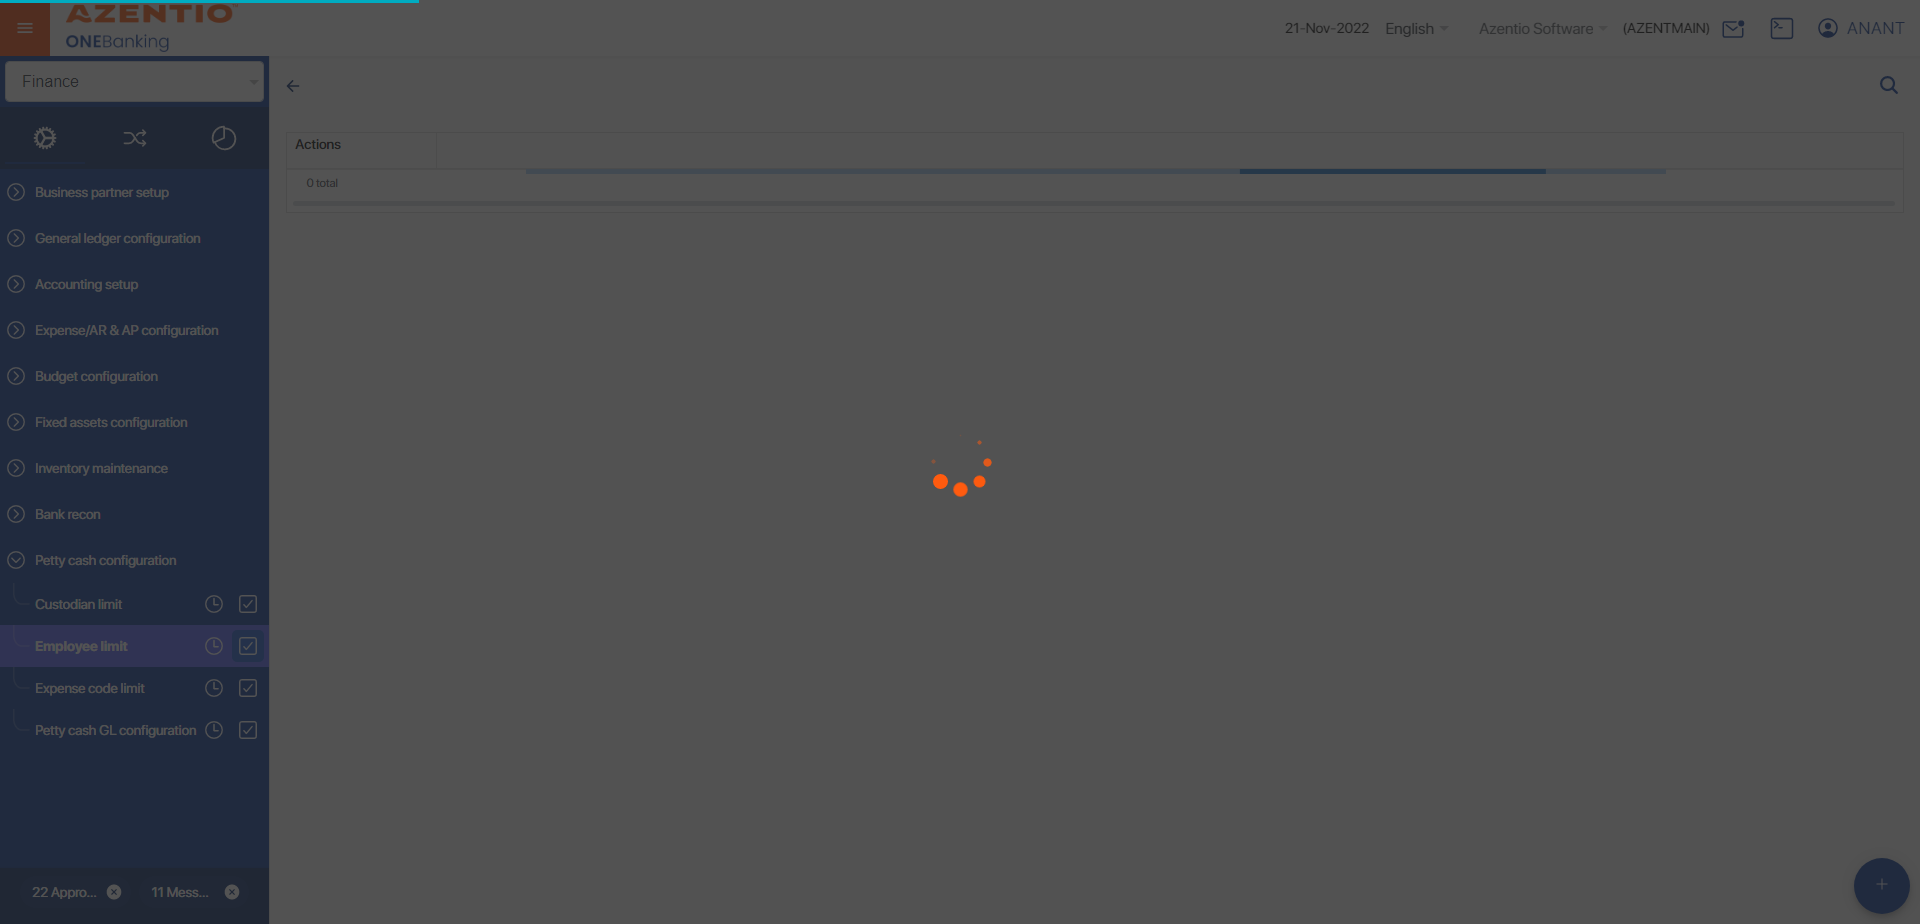 AZENTIO
ONEBanking
21-Nov-2022
English
Azentio Software
(AZENTMAIN)
ANANT
Finance
Actions
0 total
Business partner setup
General ledger configuration
Accounting setup
Expense/AR & AP configuration
Budget configuration
Fixed assets configuration
Inventory maintenance
Bank recon
Petty cash configuration
Custodian limit
Employee limit
Expense code limit
Petty cash GL configuration
22 Appro...
11 Mess...